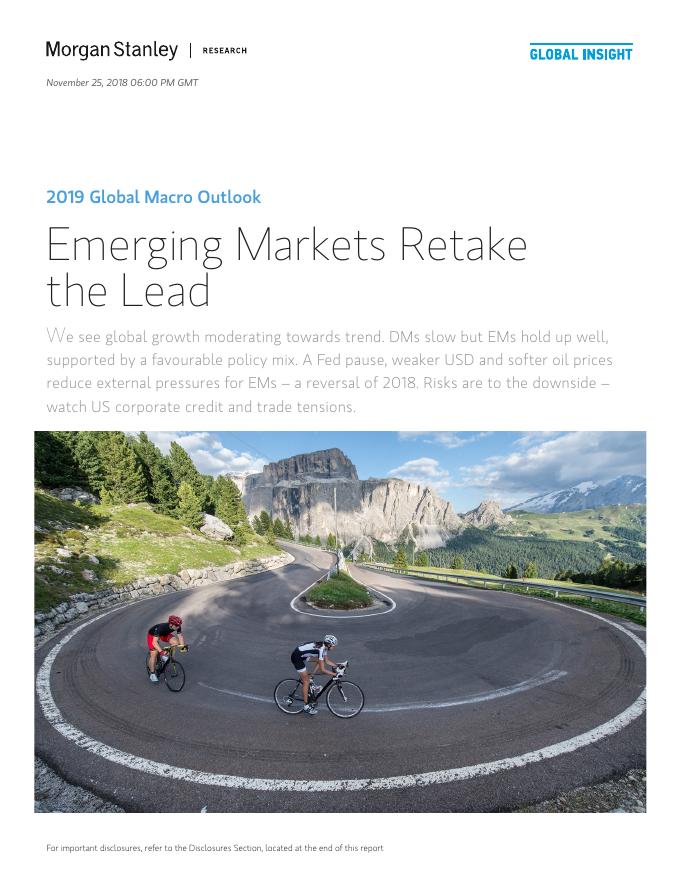 Morgan Stanley | RESEARCH
GLOBAL INSIGHT
November 25, 2018 06:00 PM GMT
2019 Global Macro Outlook
Emerging Markets Retake
the Lead
We see global growth moderating towards trend. DMs slow but EMs hold up well,
supported by a favourable policy mix. A Fed pause, weaker USD and softer oil prices
reduce external pressures for EMs – a reversal of 2018. Risks are to the downside –
watch US corporate credit and trade tensions.
For important disclosures, refer to the Disclosures Section, located at the end of this report